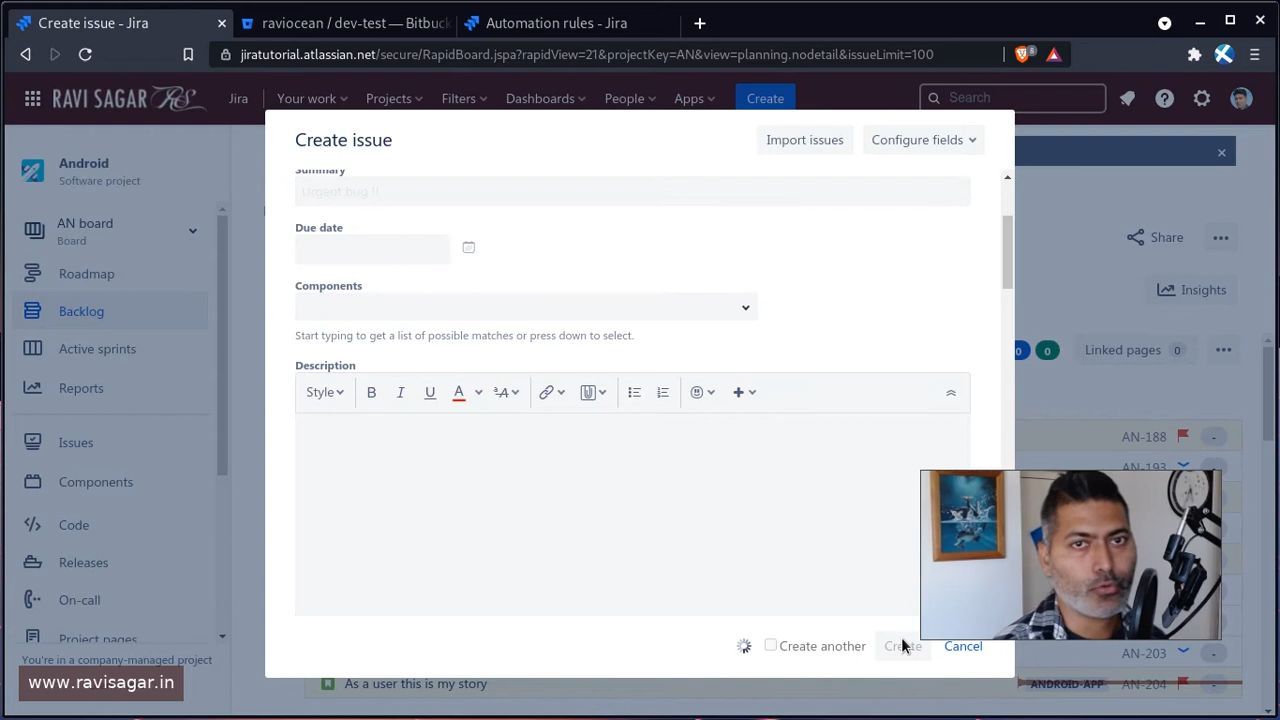 Create issue - Jira
raviocean / dev-test — Bitbuck
Automation rules - Jira
jiratutorial.atlassian.net/secure/RapidBoard.jspa?rapidView=21&projectKey=AN&view=planning.nodetail&issueLimit=100
8
RAVI SAGAR RS
Jira
Your work
Projects
Filters
Dashboards
People
Apps
Create
Search
Create issue
Import issues
Configure fields
Android
Software project
Summary
Urgent bug !!
AN board
Board
Due date
Share
Roadmap
Components
Insights
Backlog
Start typing to get a list of possible matches or press down to select.
Active sprints
0
0
Linked pages
0
Description
Reports
Style
B
I
U
A
Issues
AN-188
-
AN-193
Components
Code
Releases
On-call
Project pages
Create another
Create
Cancel
AN-203
You're in a company-managed project
www.ravisagar.in
As a user this is my story
ANDROID-APP
AN-204
-